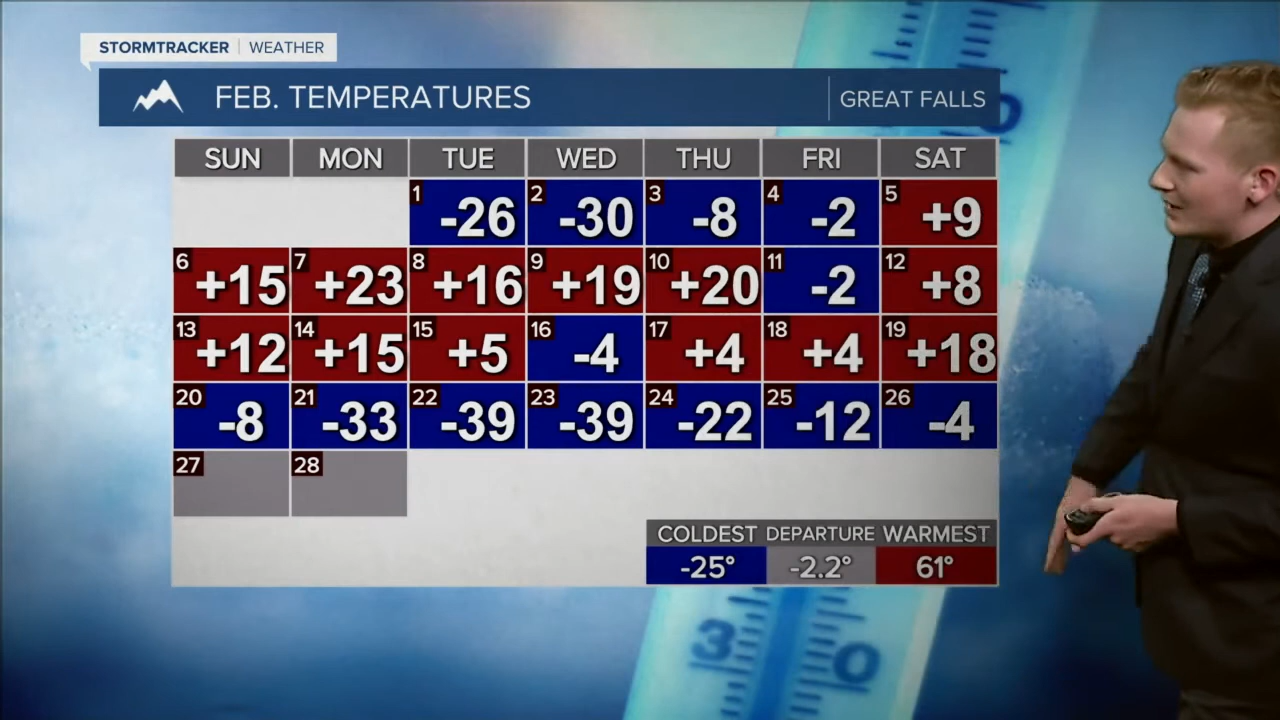 STORMTRACKER | WEATHER
FEB. TEMPERATURES
GREAT FALLS
SUN MON TUE WED THU FRI SAT
1 -26 2 -30 3 -8 4 -2 5 +9
6 +15 7 +23 8 +16 9 +19 10 +20 11 -2 12 +8
13 +12 14 +15 15 +5 16 -4 17 +4 18 +4 19 +18
20 -8 21 -33 22 -39 23 -39 24 -22 25 -12 26 -4
27 28
COLDEST DEPARTURE WARMEST
-25° -2.2° 61°
3 0